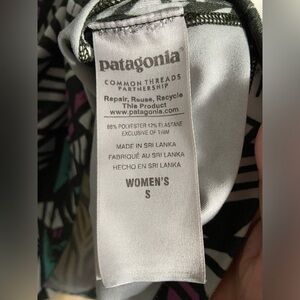 patagonia®
COMMON THREADS
PARTNERSHIP
Repair, Reuse, Recycle
This Product
www.patagonia.com
88% POLYESTER 12% ELASTANE
EXCLUSIVE OF TRIM
MADE IN SRI LANKA
FABRIQUÉ AU SRI LANKA
HECHO EN SRI LANKA
WOMEN'S
S